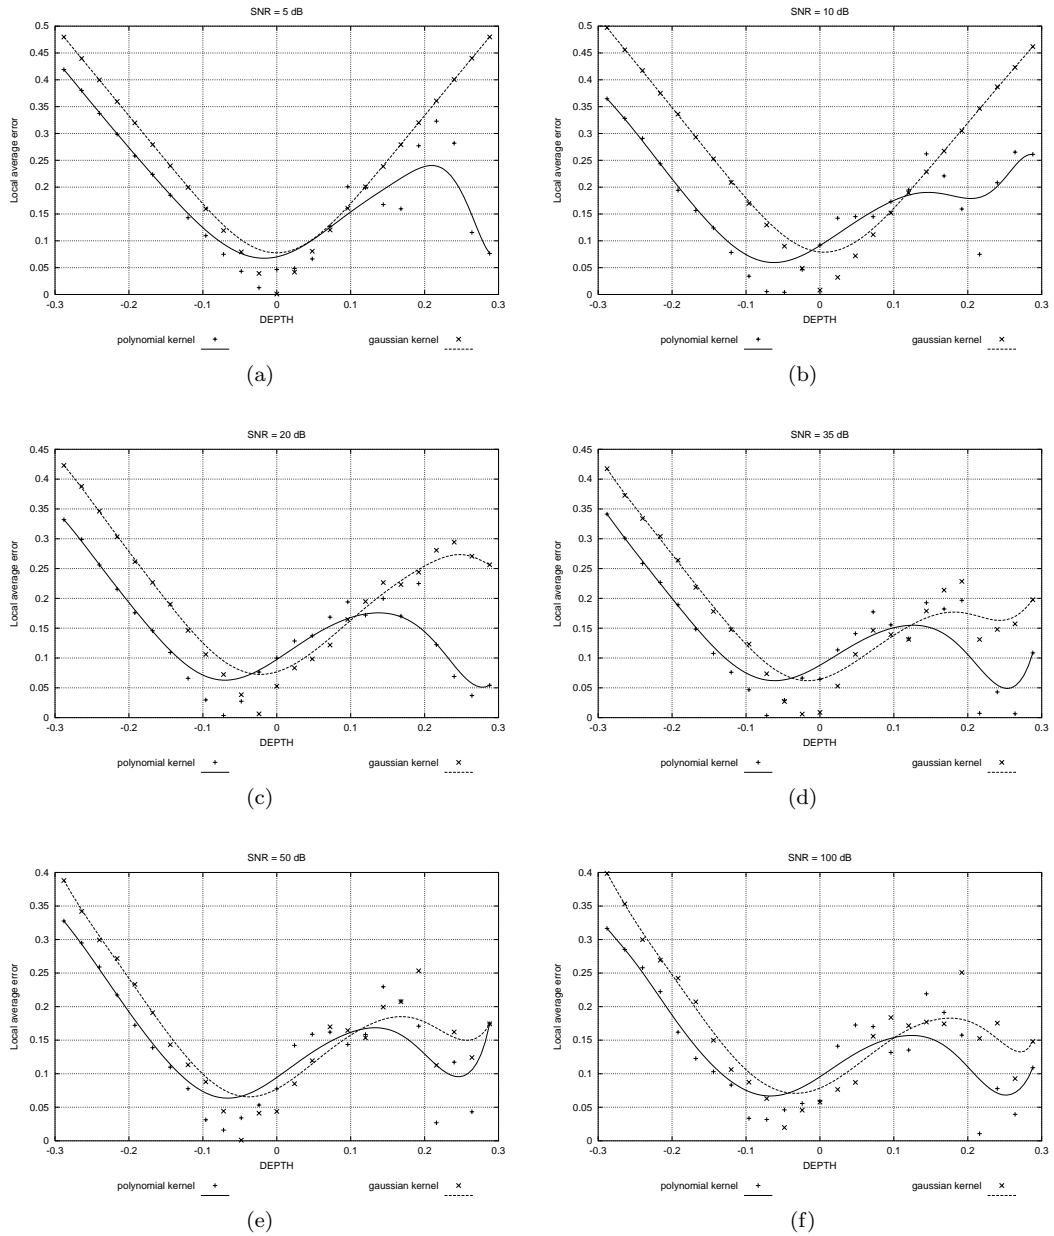 SNR = 5 dB
0.5
0.45
0.4
0.35
0.3
0.25
0.2
0.15
0.1
0.05
0
Local average error
-0.3 -0.2 -0.1 0 0.1 0.2 0.3
DEPTH
polynomial kernel
gaussian kernel
(a)
SNR = 10 dB
0.5
0.45
0.4
0.35
0.3
0.25
0.2
0.15
0.1
0.05
0
Local average error
-0.3 -0.2 -0.1 0 0.1 0.2 0.3
DEPTH
polynomial kernel
gaussian kernel
(b)
SNR = 20 dB
0.45
0.4
0.35
0.3
0.25
0.2
0.15
0.1
0.05
0
Local average error
-0.3 -0.2 -0.1 0 0.1 0.2 0.3
DEPTH
polynomial kernel
gaussian kernel
(c)
SNR = 35 dB
0.45
0.4
0.35
0.3
0.25
0.2
0.15
0.1
0.05
0
Local average error
-0.3 -0.2 -0.1 0 0.1 0.2 0.3
DEPTH
polynomial kernel
gaussian kernel
(d)
SNR = 50 dB
0.4
0.35
0.3
0.25
0.2
0.15
0.1
0.05
0
Local average error
-0.3 -0.2 -0.1 0 0.1 0.2 0.3
DEPTH
polynomial kernel
gaussian kernel
(e)
SNR = 100 dB
0.4
0.35
0.3
0.25
0.2
0.15
0.1
0.05
0
Local average error
-0.3 -0.2 -0.1 0 0.1 0.2 0.3
DEPTH
polynomial kernel
gaussian kernel
(f)